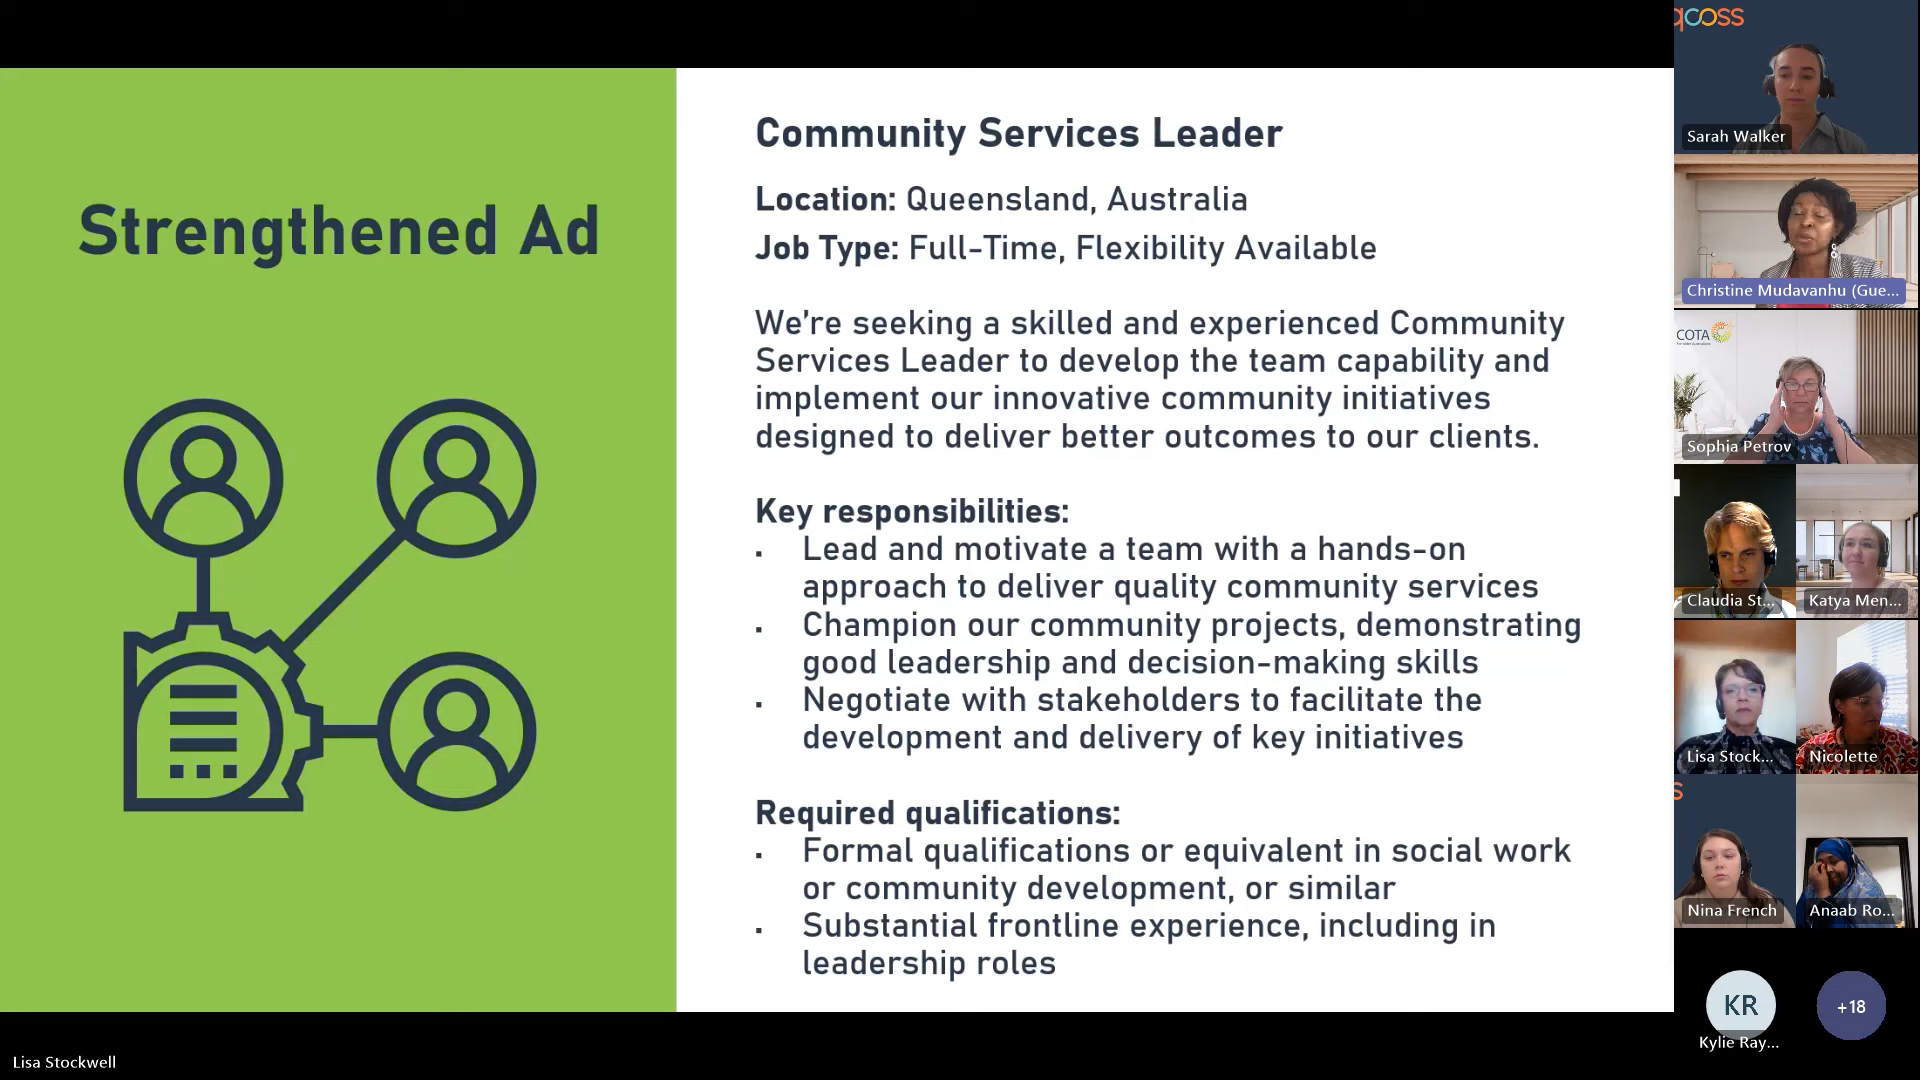 Strengthened Ad
Community Services Leader
Location: Queensland, Australia
Job Type: Full-Time, Flexibility Available
We're seeking a skilled and experienced Community
Services Leader to develop the team capability and
implement our innovative community initiatives
designed to deliver better outcomes to our clients.
Key responsibilities:
▪ Lead and motivate a team with a hands-on
approach to deliver quality community services
▪ Champion our community projects, demonstrating
good leadership and decision-making skills
▪ Negotiate with stakeholders to facilitate the
development and delivery of key initiatives
Required qualifications:
▪ Formal qualifications or equivalent in social work
or community development, or similar
▪ Substantial frontline experience, including in
leadership roles
qcoss
Sarah Walker
Christine Mudavanhu (Gue...
COTA
Sophia Petrov
Claudia St...
Katya Men...
Lisa Stock...
Nicolette
s
Nina French
Anaab Ro...
KR
+18
Kylie Ray...
Lisa Stockwell